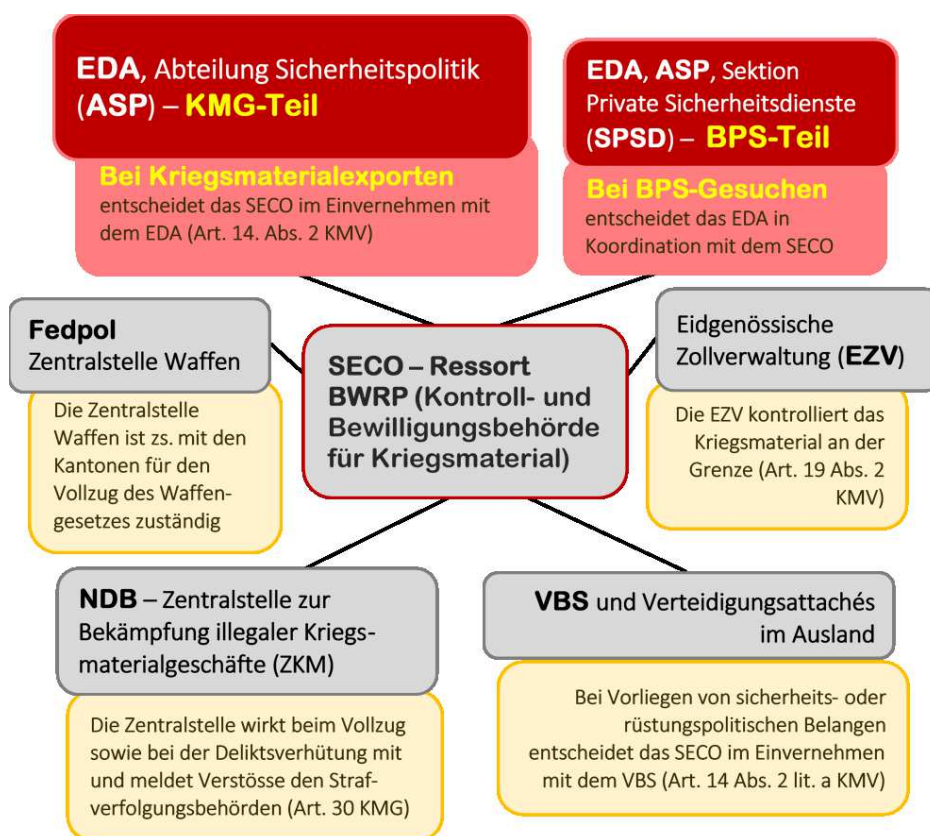 EDA, Abteilung Sicherheitspolitik
(ASP) – KMG-Teil
Bei Kriegsmaterialexporten
entscheidet das SECO im Einvernehmen mit
dem EDA (Art. 14. Abs. 2 KMV)
EDA, ASP, Sektion
Private Sicherheitsdienste
(SPSD) – BPS-Teil
Bei BPS-Gesuchen
entscheidet das EDA in
Koordination mit dem SECO
Fedpol
Zentralstelle Waffen
Die Zentralstelle
Waffen ist zs. mit den
Kantonen für den
Vollzug des Waffen-
gesetzes zuständig
SECO – Ressort
BWRP (Kontroll- und
Bewilligungsbehörde
für Kriegsmaterial)
Eidgenössische
Zollverwaltung (EZV)
Die EZV kontrolliert das
Kriegsmaterial an der
Grenze (Art. 19 Abs. 2
KMV)
NDB – Zentralstelle zur
Bekämpfung illegaler Kriegs-
materialgeschäfte (ZKM)
Die Zentralstelle wirkt beim Vollzug
sowie bei der Deliktsverhütung mit
und meldet Verstösse den Straf-
verfolgungsbehörden (Art. 30 KMG)
VBS und Verteidigungsattachés
im Ausland
Bei Vorliegen von sicherheits- oder
rüstungspolitischen Belangen
entscheidet das SECO im Einvernehmen
mit dem VBS (Art. 14 Abs. 2 lit. a KMV)